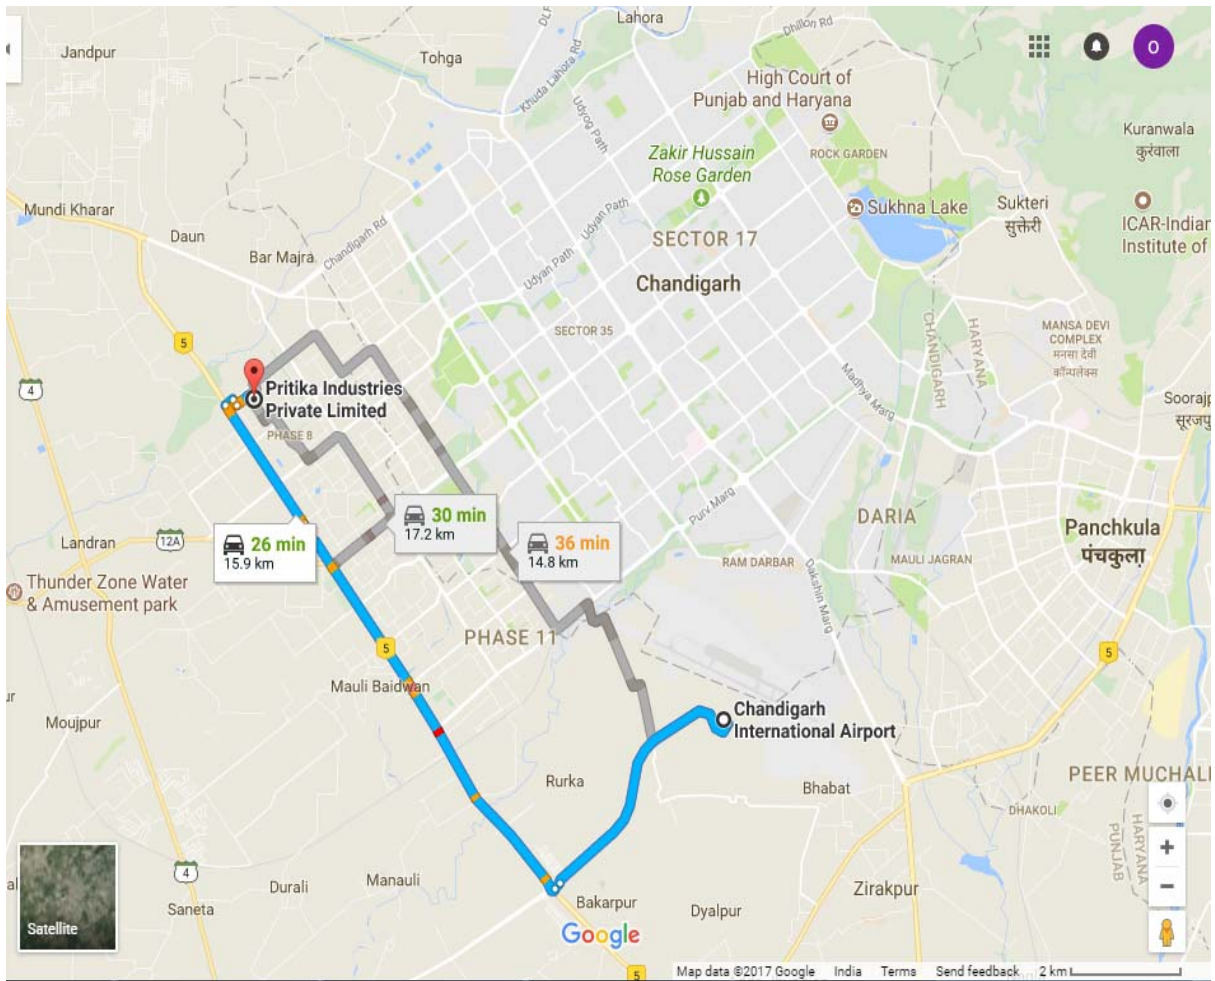 Lahora
Jandpur
Tohga
DLF
Khuda Lahora Rd
Dhillon Rd
O
High Court of
Punjab and Haryana
Udyog Path
ROCK GARDEN
Kuranwala
कुरंवाला
Zakir Hussain
Rose Garden
Mundi Kharar
Daun
Bar Majra
Chandigarh Rd
Udyan Path
Udyan Path
SECTOR 17
Sukhna Lake
Sukteri
सुक्तेरी
ICAR-Indian
Institute of
Chandigarh
5
SECTOR 35
CHANDIGARH
HARYANA
MANSA DEVI
COMPLEX
मनसा देवी
कॉम्पलेक्स
4
Pritika Industries
Private Limited
PHASE 8
Madhya Marg
Soorajp
सूरजपु
Landran
12A
26 min
15.9 km
30 min
17.2 km
36 min
14.8 km
Purv Marg
DARIA
Panchkula
पंचकुला
RAM DARBAR
MAULI JAGRAN
Dakshin Marg
Thunder Zone Water
& Amusement park
PHASE 11
5
5
Mauli Baidwan
ur
Moujpur
Chandigarh
International Airport
Rurka
Bhabat
PEER MUCHALL
DHAKOLI
PUNJAB
HARYANA
4
Durali
Manauli
Zirakpur
al
Saneta
Bakarpur
Dyalpur
Satellite
Google
5
Map data ©2017 Google India Terms Send feedback 2 km